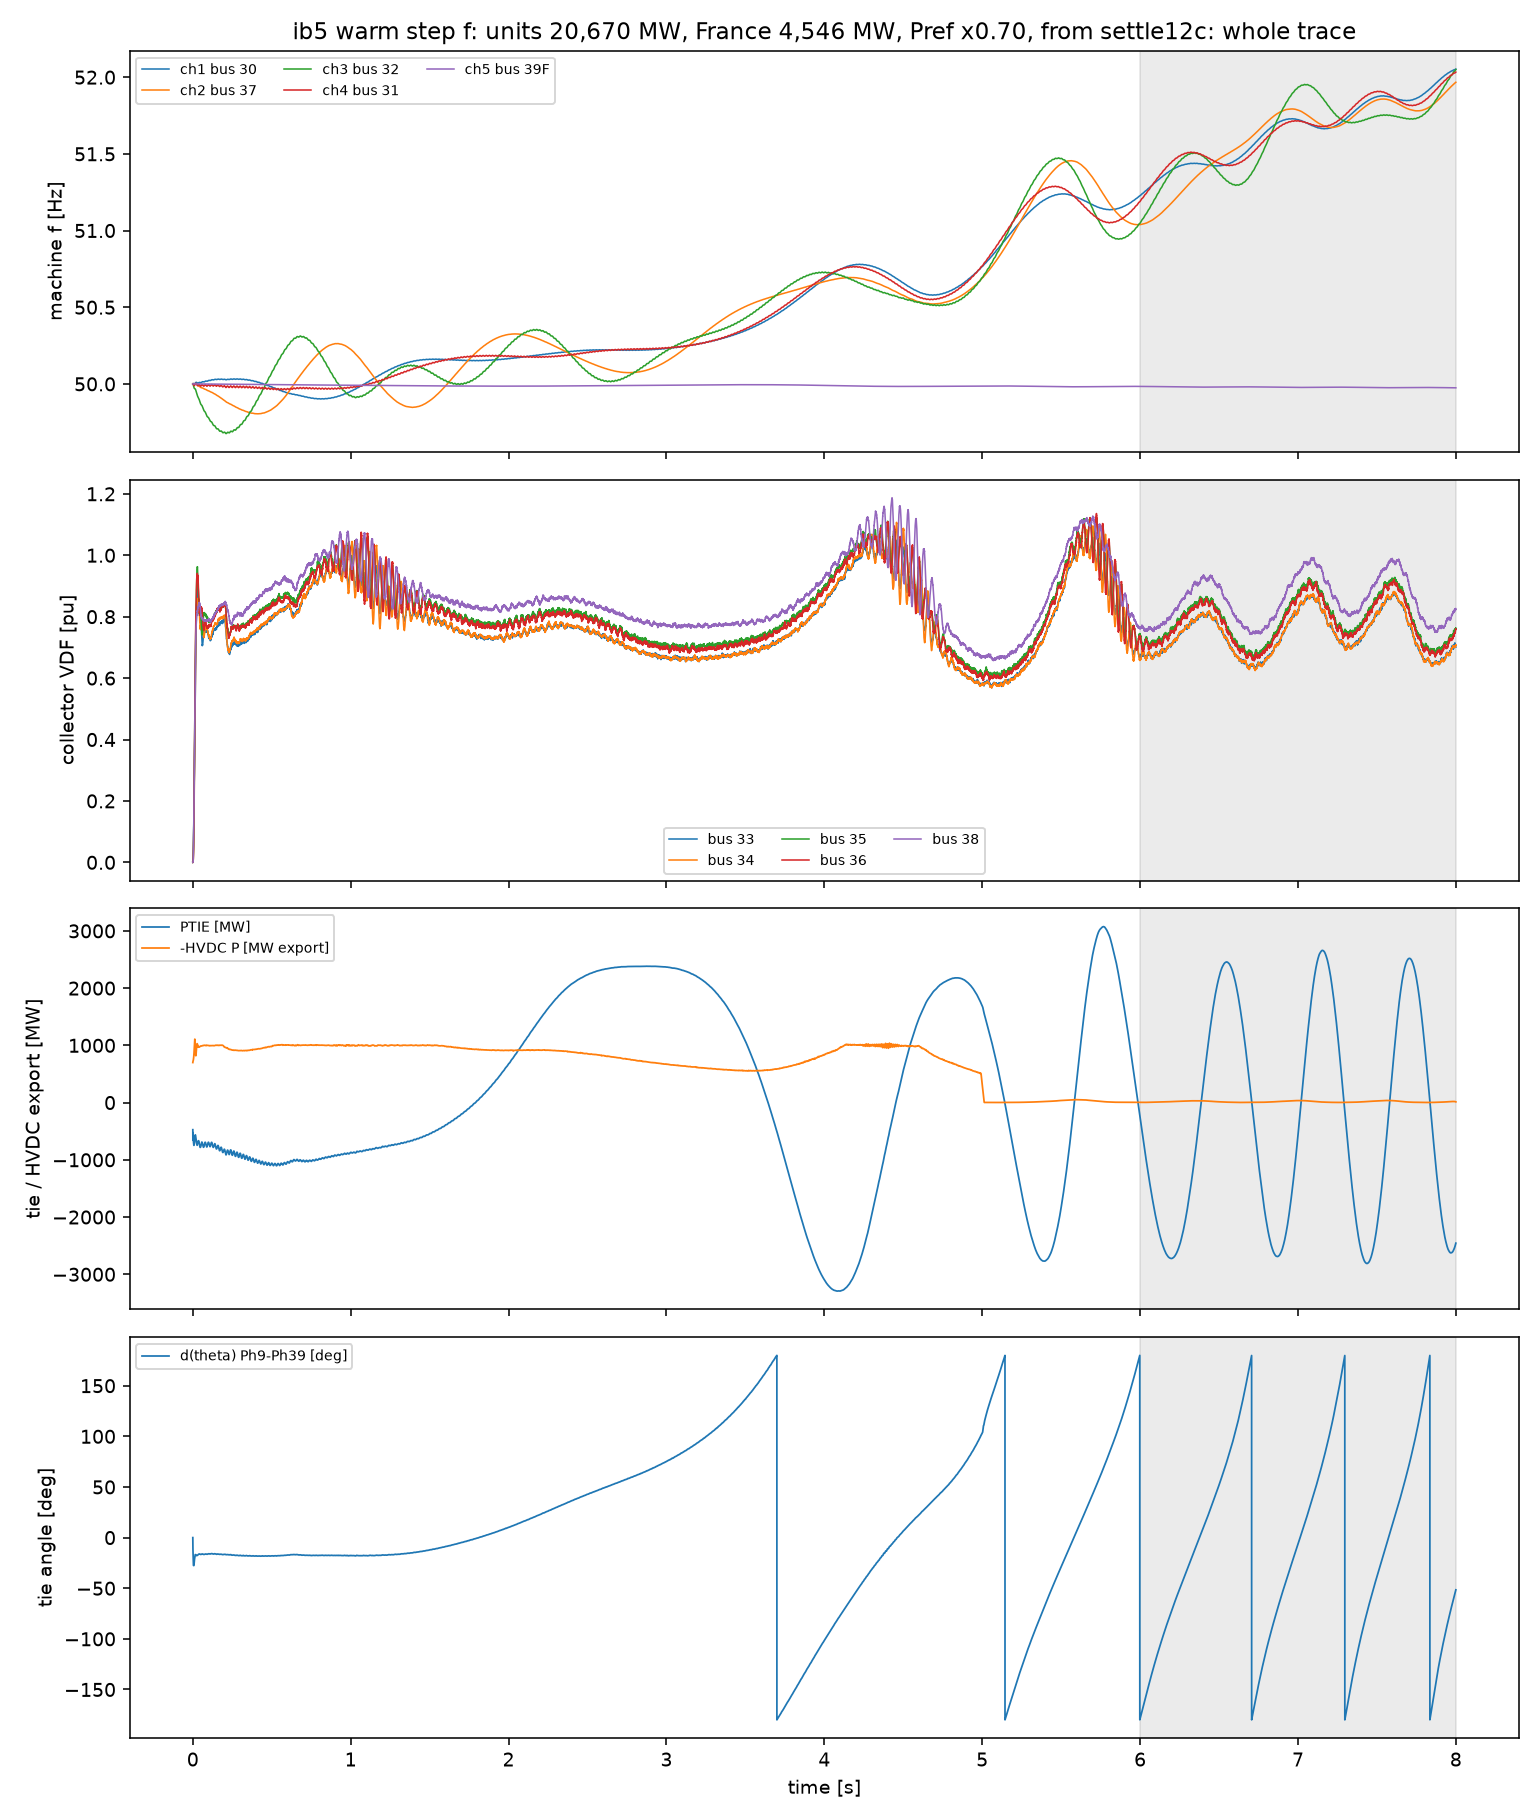 ib5 warm step f: units 20,670 MW, France 4,546 MW, Pref x0.70, from settle12c: whole trace
ch1 bus 30 ch3 bus 32 ch5 bus 39F
ch2 bus 37 ch4 bus 31
machine f [Hz]
52.0
51.5
51.0
50.5
50.0
collector VDF [pu]
1.2
1.0
0.8
0.6
0.4
0.2
0.0
bus 33 bus 35 bus 38
bus 34 bus 36
tie / HVDC export [MW]
PTIE [MW]
-HVDC P [MW export]
3000
2000
1000
0
−1000
−2000
−3000
tie angle [deg]
d(theta) Ph9-Ph39 [deg]
150
100
50
0
−50
−100
−150
0 1 2 3 4 5 6 7 8
time [s]